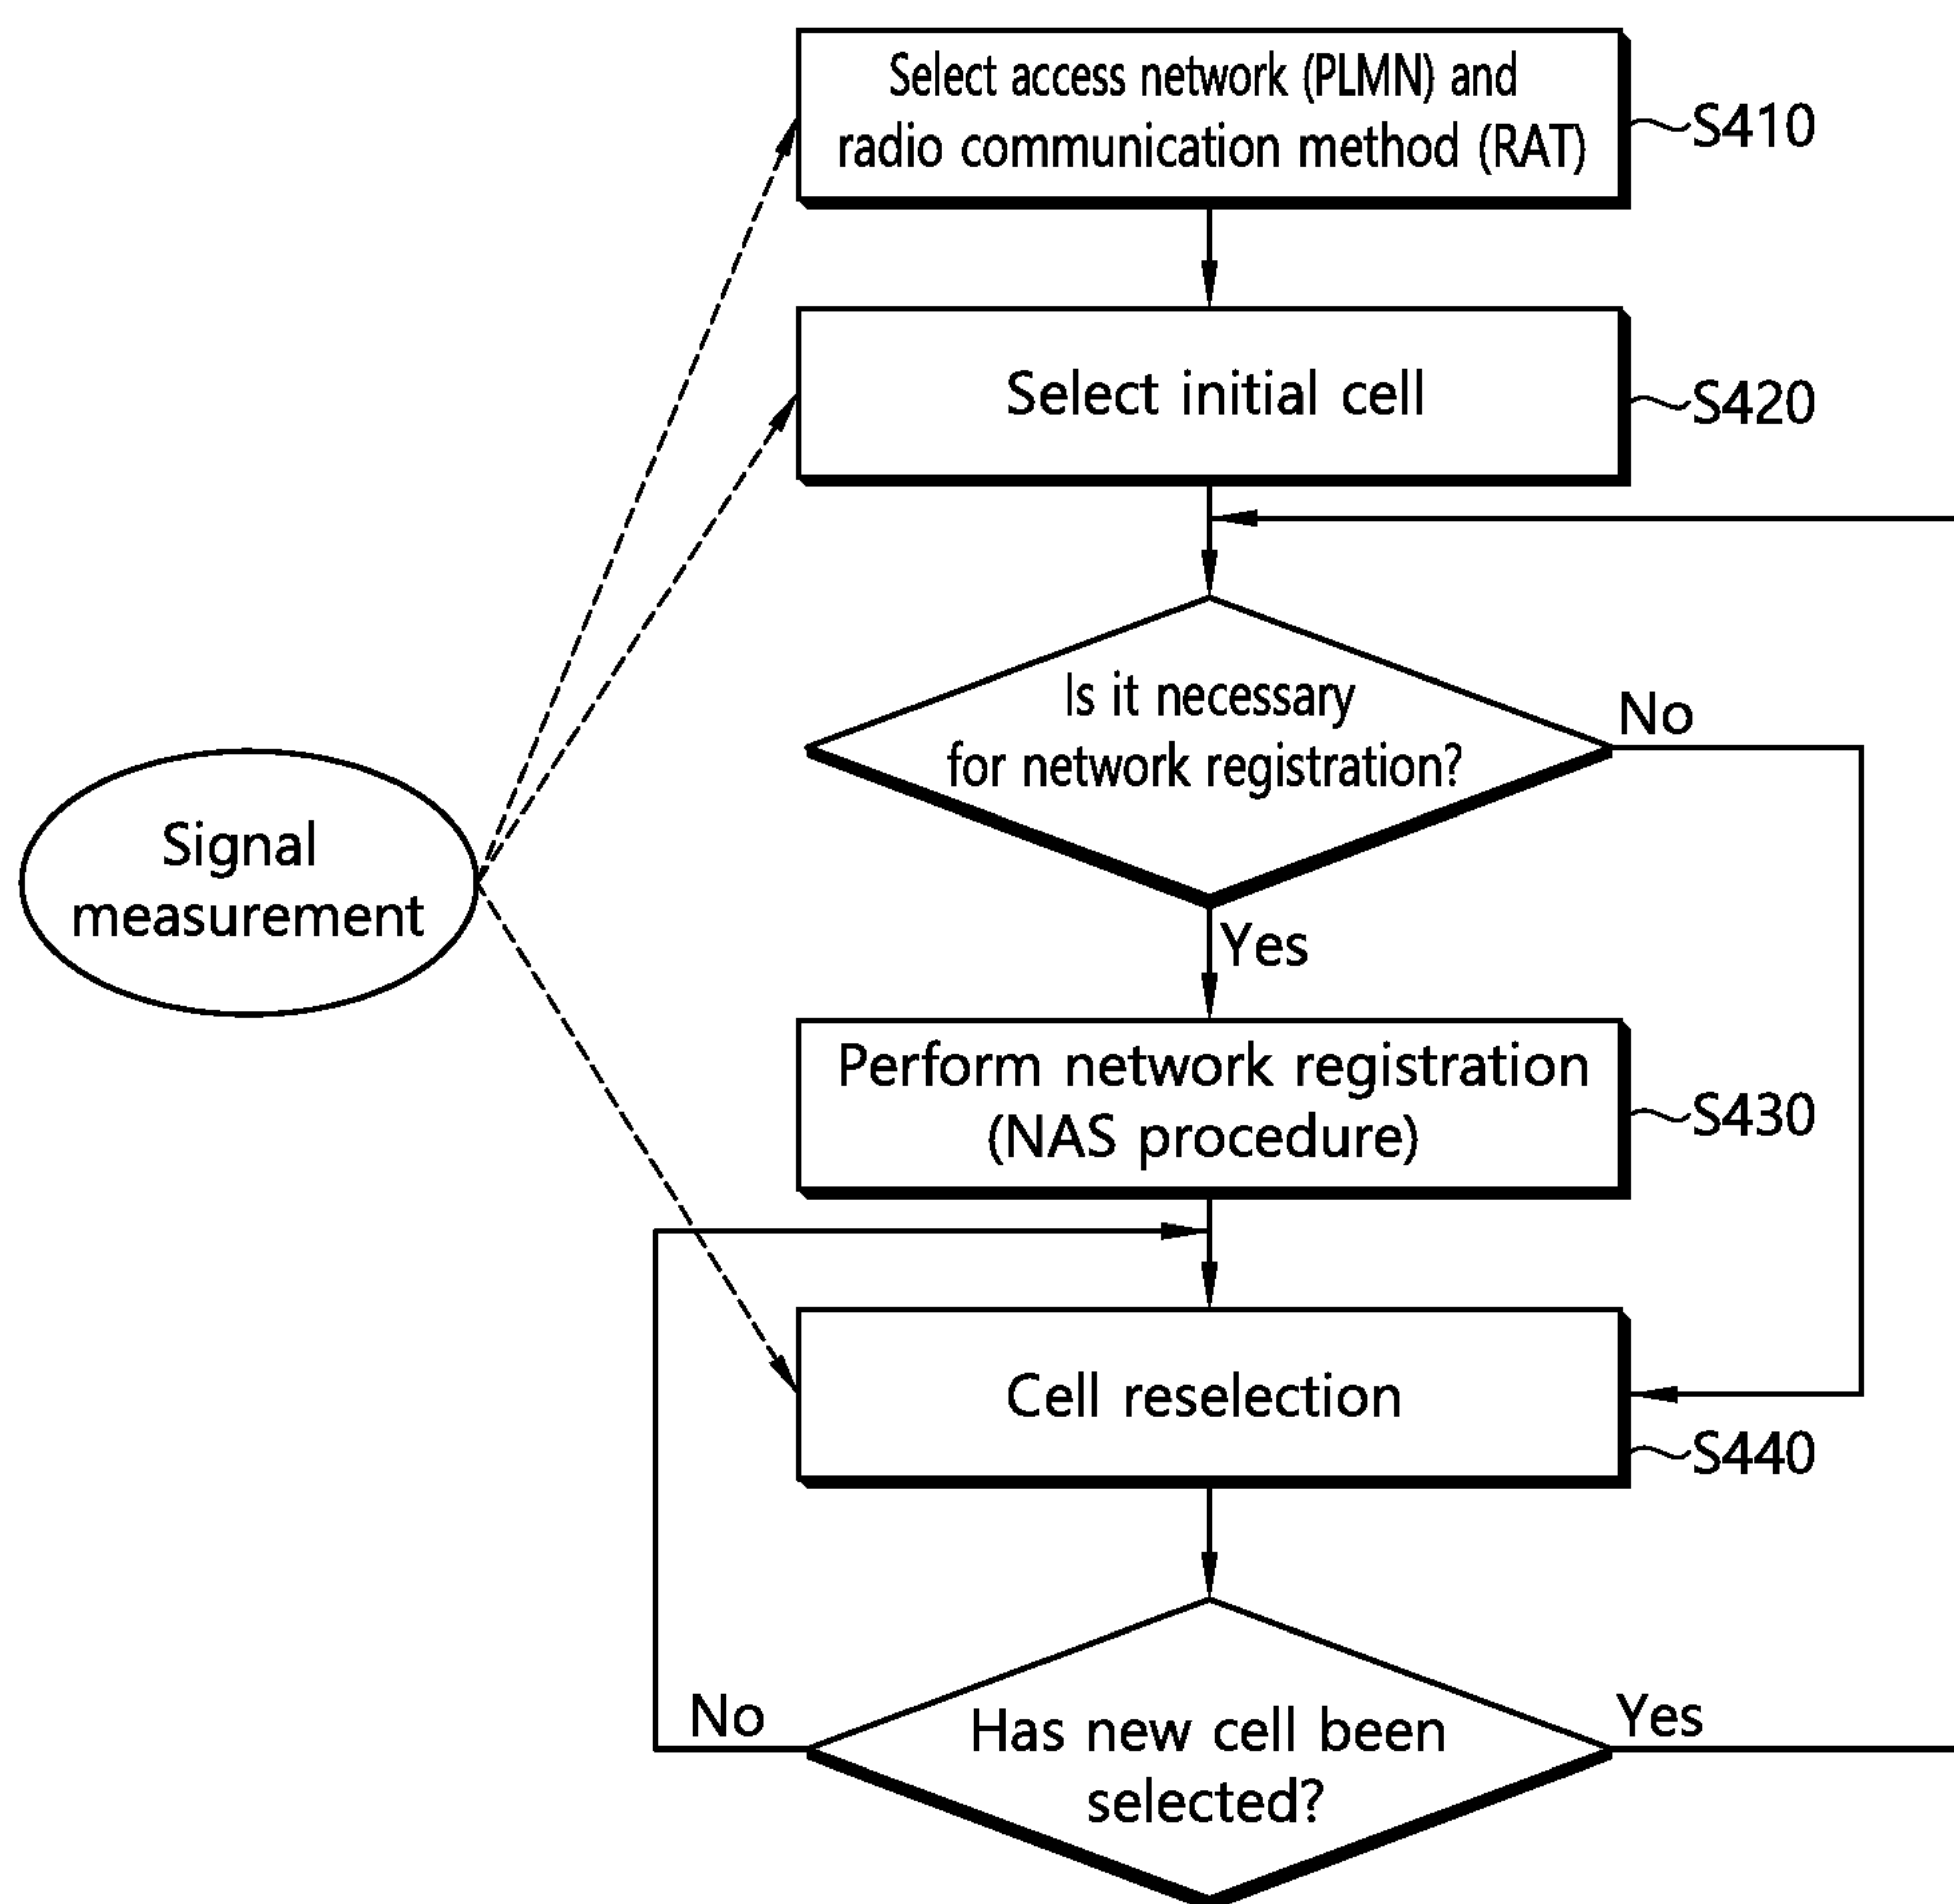 Select access network (PLMN) and
radio communication method (RAT)
S410
Select initial cell
S420
Is it necessary
for network registration?
No
Signal
measurement
Yes
Perform network registration
(NAS procedure)
S430
Cell reselection
S440
No
Has new cell been
selected?
Yes